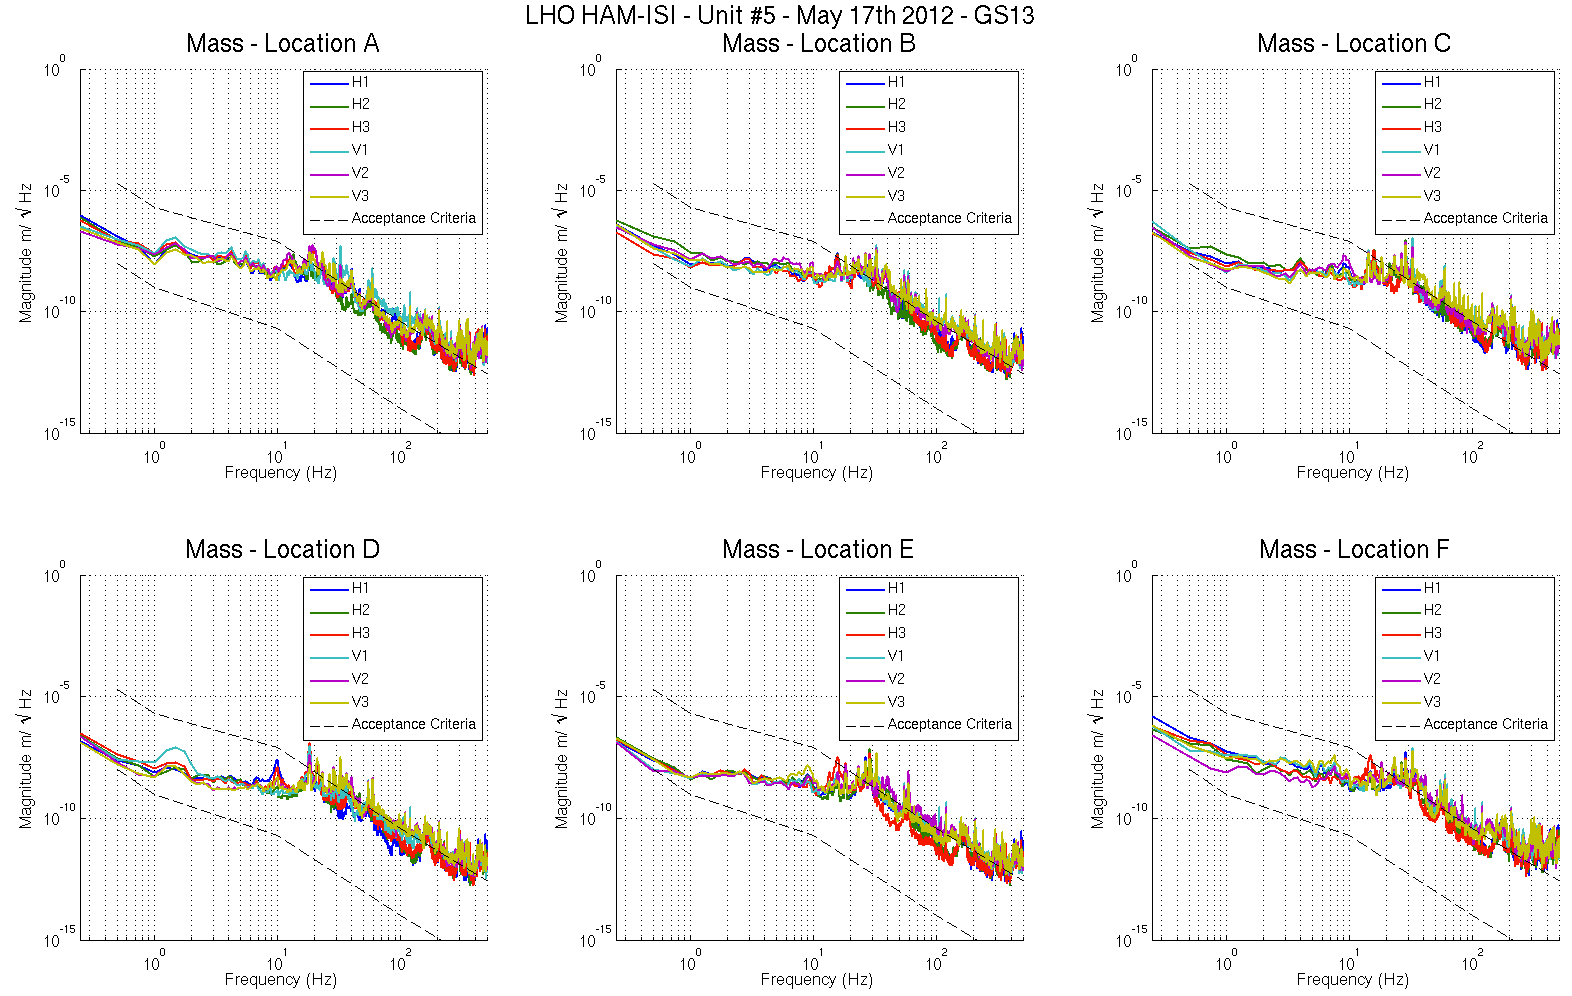 LHO HAM-ISI - Unit #5 - May 17th 2012 - GS13
Mass - Location A
Magnitude m/ √ Hz
10^0
10^-5
10^-10
10^-15
H1
H2
H3
V1
V2
V3
Acceptance Criteria
10^0 10^1 10^2
Frequency (Hz)
Mass - Location B
Magnitude m/ √ Hz
10^0
10^-5
10^-10
10^-15
H1
H2
H3
V1
V2
V3
Acceptance Criteria
10^0 10^1 10^2
Frequency (Hz)
Mass - Location C
Magnitude m/ √ Hz
10^0
10^-5
10^-10
10^-15
H1
H2
H3
V1
V2
V3
Acceptance Criteria
10^0 10^1 10^2
Frequency (Hz)
Mass - Location D
Magnitude m/ √ Hz
10^0
10^-5
10^-10
10^-15
H1
H2
H3
V1
V2
V3
Acceptance Criteria
10^0 10^1 10^2
Frequency (Hz)
Mass - Location E
Magnitude m/ √ Hz
10^0
10^-5
10^-10
10^-15
H1
H2
H3
V1
V2
V3
Acceptance Criteria
10^0 10^1 10^2
Frequency (Hz)
Mass - Location F
Magnitude m/ √ Hz
10^0
10^-5
10^-10
10^-15
H1
H2
H3
V1
V2
V3
Acceptance Criteria
10^0 10^1 10^2
Frequency (Hz)